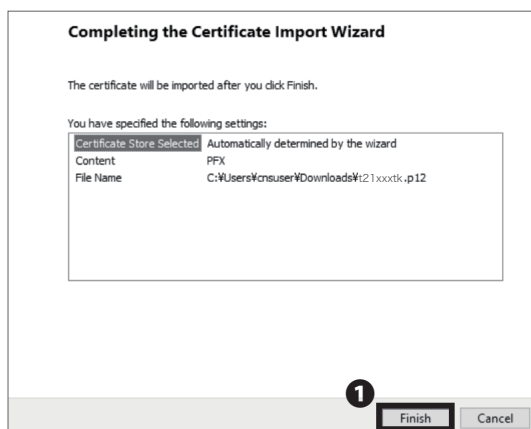 Completing the Certificate Import Wizard
The certificate will be imported after you click Finish.
You have specified the following settings:
Certificate Store Selected Automatically determined by the wizard
Content PFX
File Name C:¥Users¥cnsuser¥Downloads¥t21xxxtk.p12
1
Finish Cancel